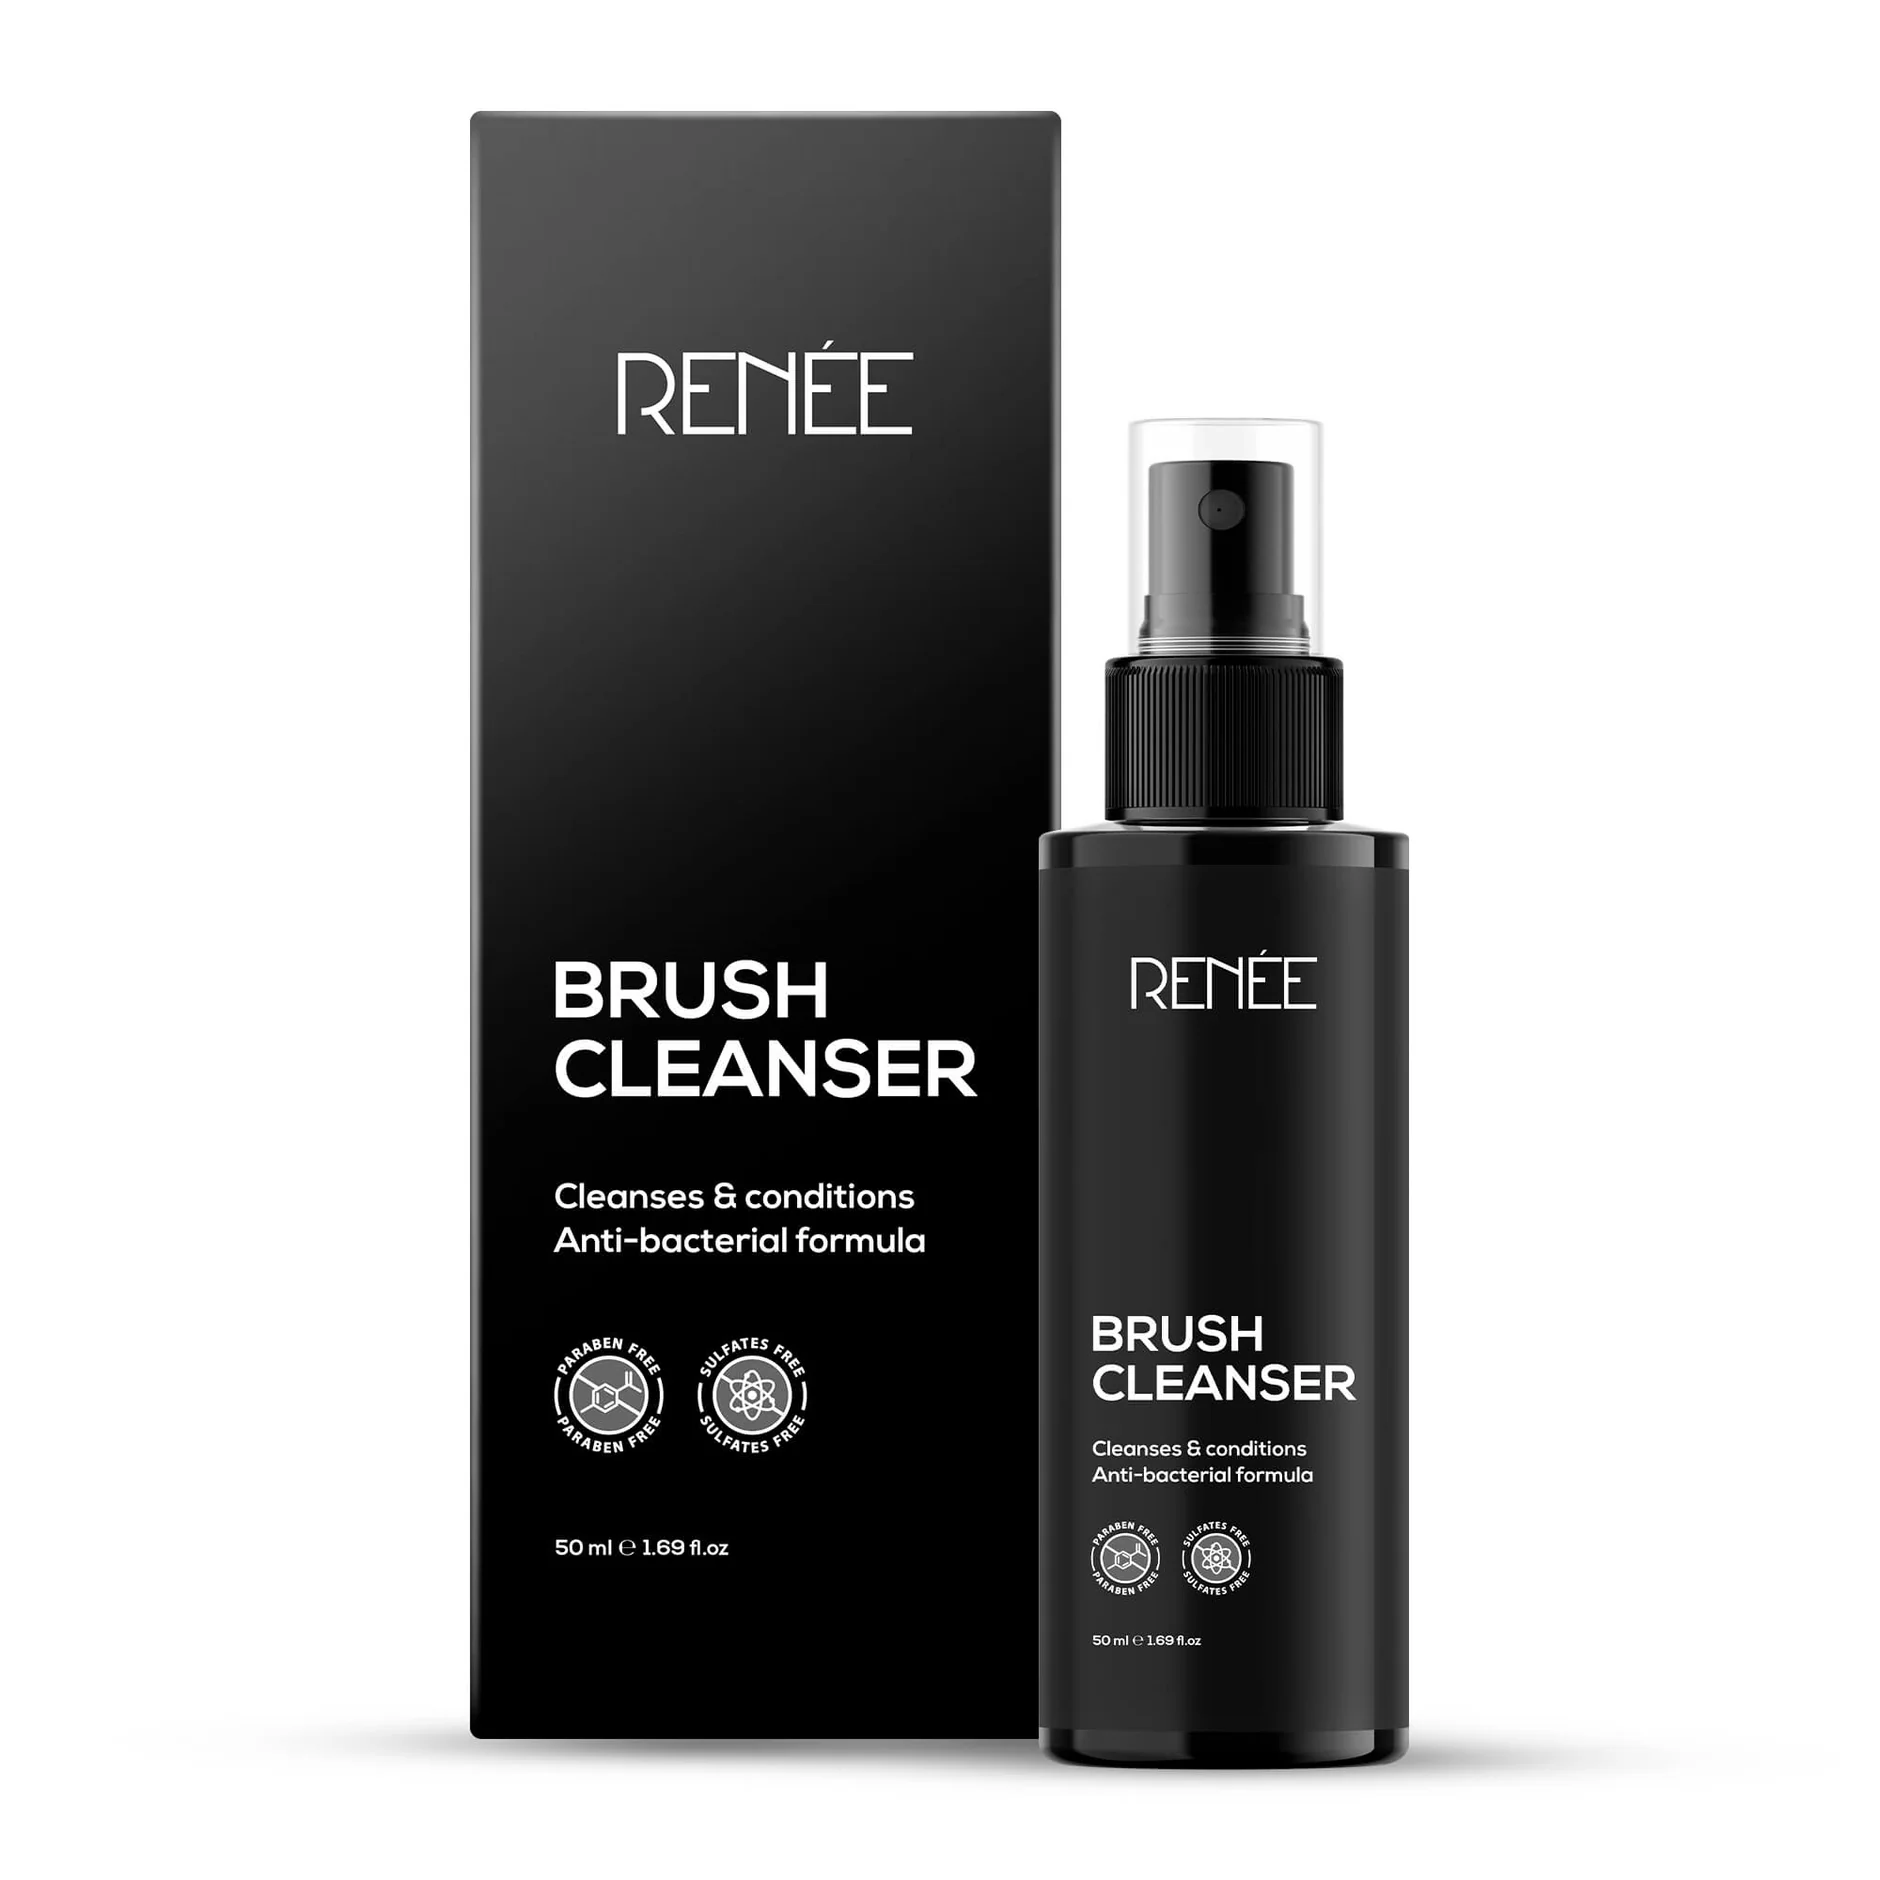 RENÉE
BRUSH
CLEANSER
Cleanses & conditions
Anti-bacterial formula
PARABEN FREE
PARABEN FREE
SULFATES FREE
SULFATES FREE
50 ml ℮ 1.69 fl.oz
RENÉE
BRUSH
CLEANSER
Cleanses & conditions
Anti-bacterial formula
PARABEN FREE
PARABEN FREE
SULFATES FREE
SULFATES FREE
50 ml ℮ 1.69 fl.oz